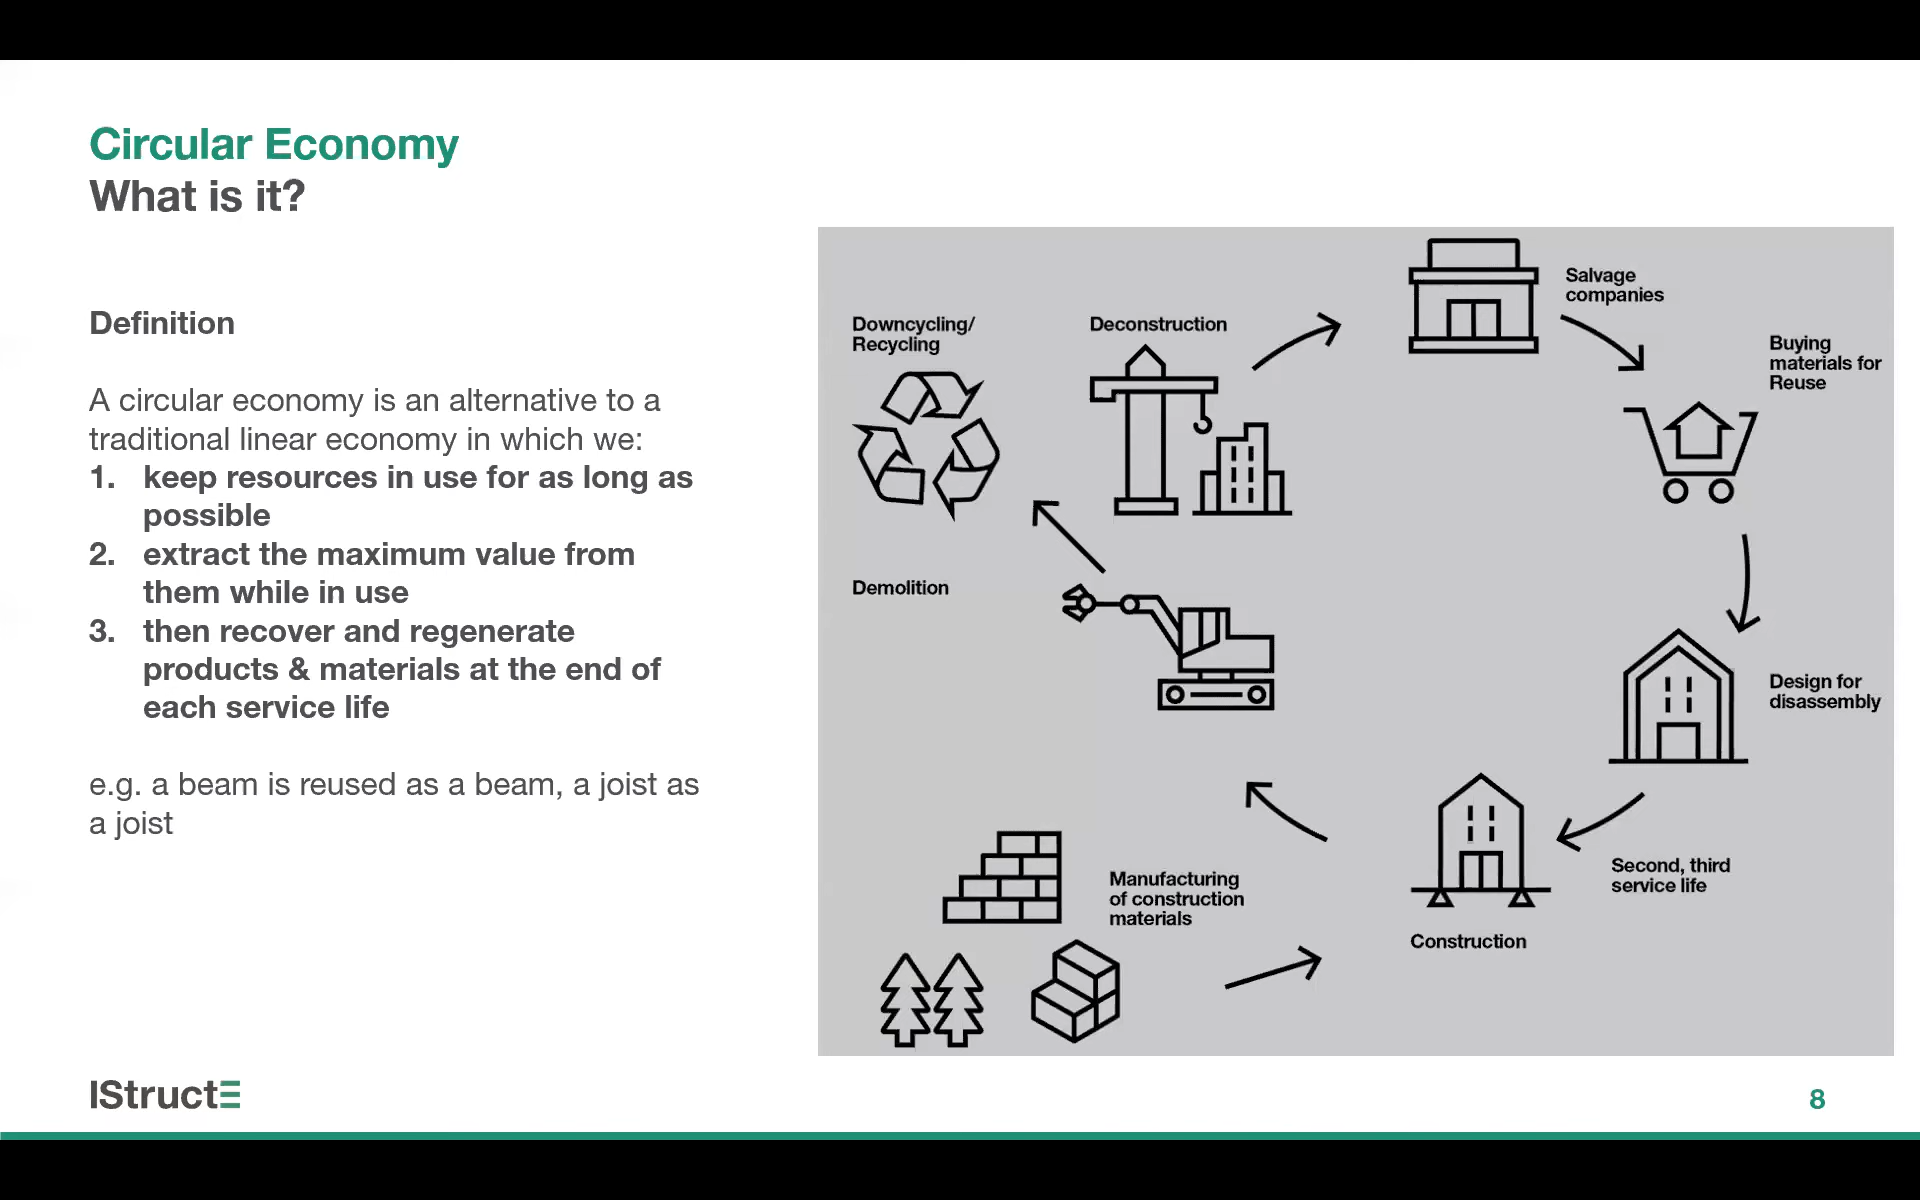 Circular Economy
What is it?
Definition
A circular economy is an alternative to a
traditional linear economy in which we:
1. keep resources in use for as long as
possible
2. extract the maximum value from
them while in use
3. then recover and regenerate
products & materials at the end of
each service life
e.g. a beam is reused as a beam, a joist as
a joist
Downcycling/
Recycling
Deconstruction
Salvage
companies
Buying
materials for
Reuse
Demolition
Design for
disassembly
Second, third
service life
Manufacturing
of construction
materials
Construction
IStructE
8